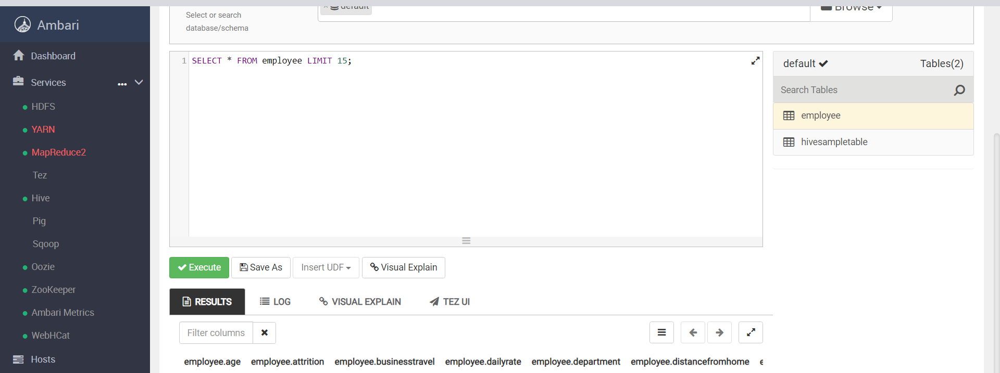 Ambari
Dashboard
Services
HDFS
YARN
MapReduce2
Tez
Hive
Pig
Sqoop
Oozie
ZooKeeper
Ambari Metrics
WebHCat
Hosts
Select or search
database/schema
× default
Browse
1 SELECT * FROM employee LIMIT 15;
default Tables(2)
Search Tables
employee
hivesampletable
Execute Save As Insert UDF Visual Explain
RESULTS LOG VISUAL EXPLAIN TEZ UI
Filter columns
employee.age employee.attrition employee.businesstravel employee.dailyrate employee.department employee.distancefromhome